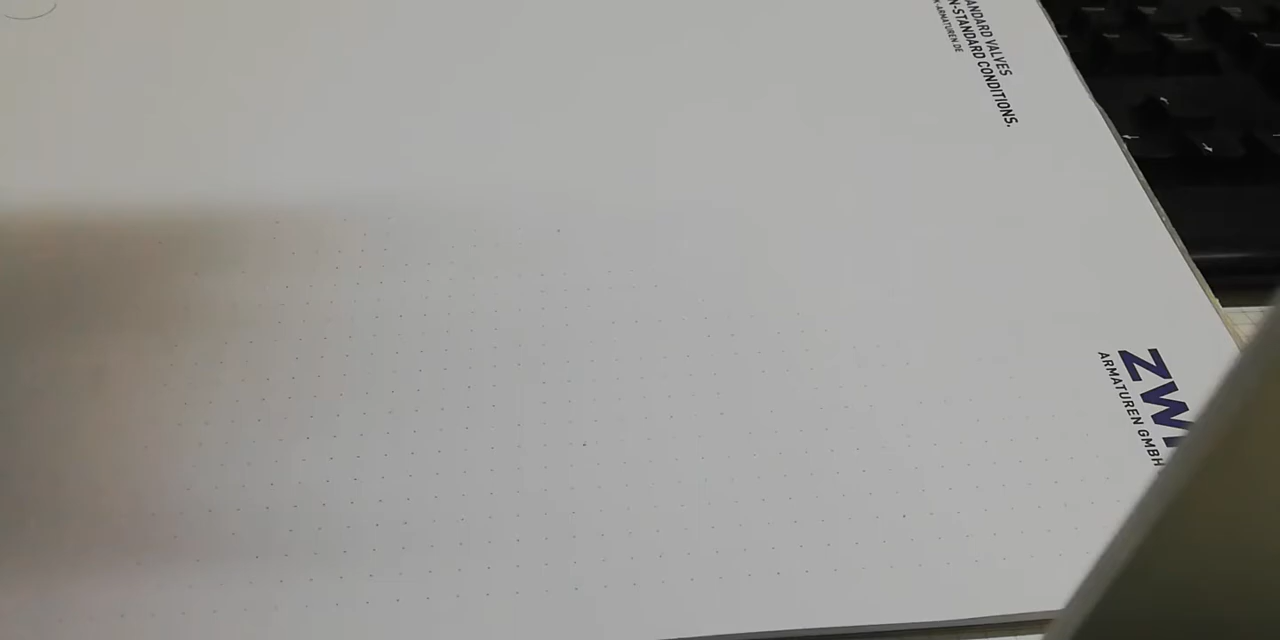 ANDARD VALVES
N-STANDARD CONDITIONS.
K-ARMATUREN.DE
ZW
ARMATUREN GMBH